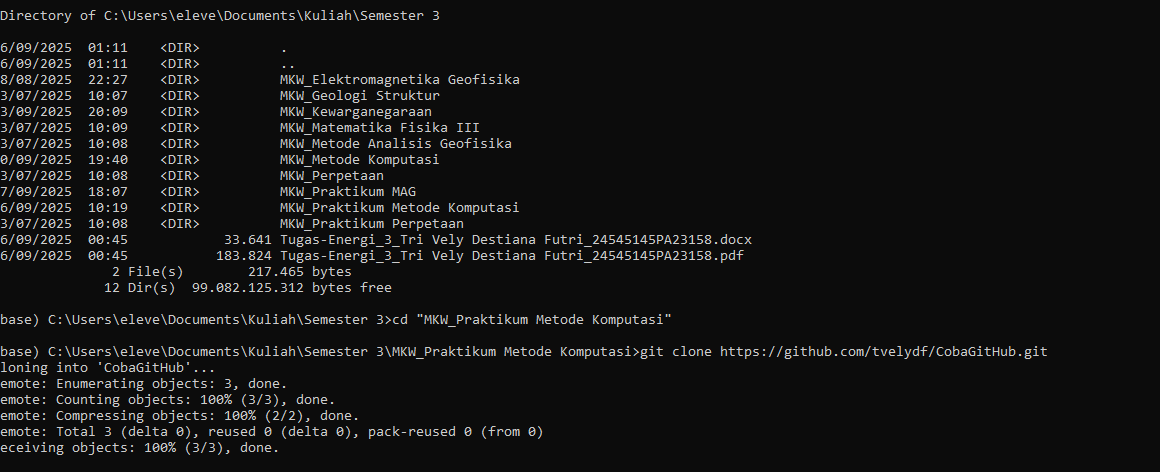 Directory of C:\Users\eleve\Documents\Kuliah\Semester 3
6/09/2025  01:11    <DIR>          .
6/09/2025  01:11    <DIR>          ..
8/08/2025  22:27    <DIR>          MKW_Elektromagnetika Geofisika
3/07/2025  10:07    <DIR>          MKW_Geologi Struktur
3/09/2025  20:09    <DIR>          MKW_Kewarganegaraan
3/07/2025  10:09    <DIR>          MKW_Matematika Fisika III
3/07/2025  10:08    <DIR>          MKW_Metode Analisis Geofisika
0/09/2025  19:40    <DIR>          MKW_Metode Komputasi
3/07/2025  10:08    <DIR>          MKW_Perpetaan
7/09/2025  18:07    <DIR>          MKW_Praktikum MAG
6/09/2025  10:19    <DIR>          MKW_Praktikum Metode Komputasi
3/07/2025  10:08    <DIR>          MKW_Praktikum Perpetaan
6/09/2025  00:45            33.641 Tugas-Energi_3_Tri Vely Destiana Futri_24545145PA23158.docx
6/09/2025  00:45           183.824 Tugas-Energi_3_Tri Vely Destiana Futri_24545145PA23158.pdf
2 File(s)        217.465 bytes
12 Dir(s)  99.082.125.312 bytes free
base) C:\Users\eleve\Documents\Kuliah\Semester 3>cd "MKW_Praktikum Metode Komputasi"
base) C:\Users\eleve\Documents\Kuliah\Semester 3\MKW_Praktikum Metode Komputasi>git clone https://github.com/tvelydf/CobaGitHub.git
loning into 'CobaGitHub'...
emote: Enumerating objects: 3, done.
emote: Counting objects: 100% (3/3), done.
emote: Compressing objects: 100% (2/2), done.
emote: Total 3 (delta 0), reused 0 (delta 0), pack-reused 0 (from 0)
eceiving objects: 100% (3/3), done.